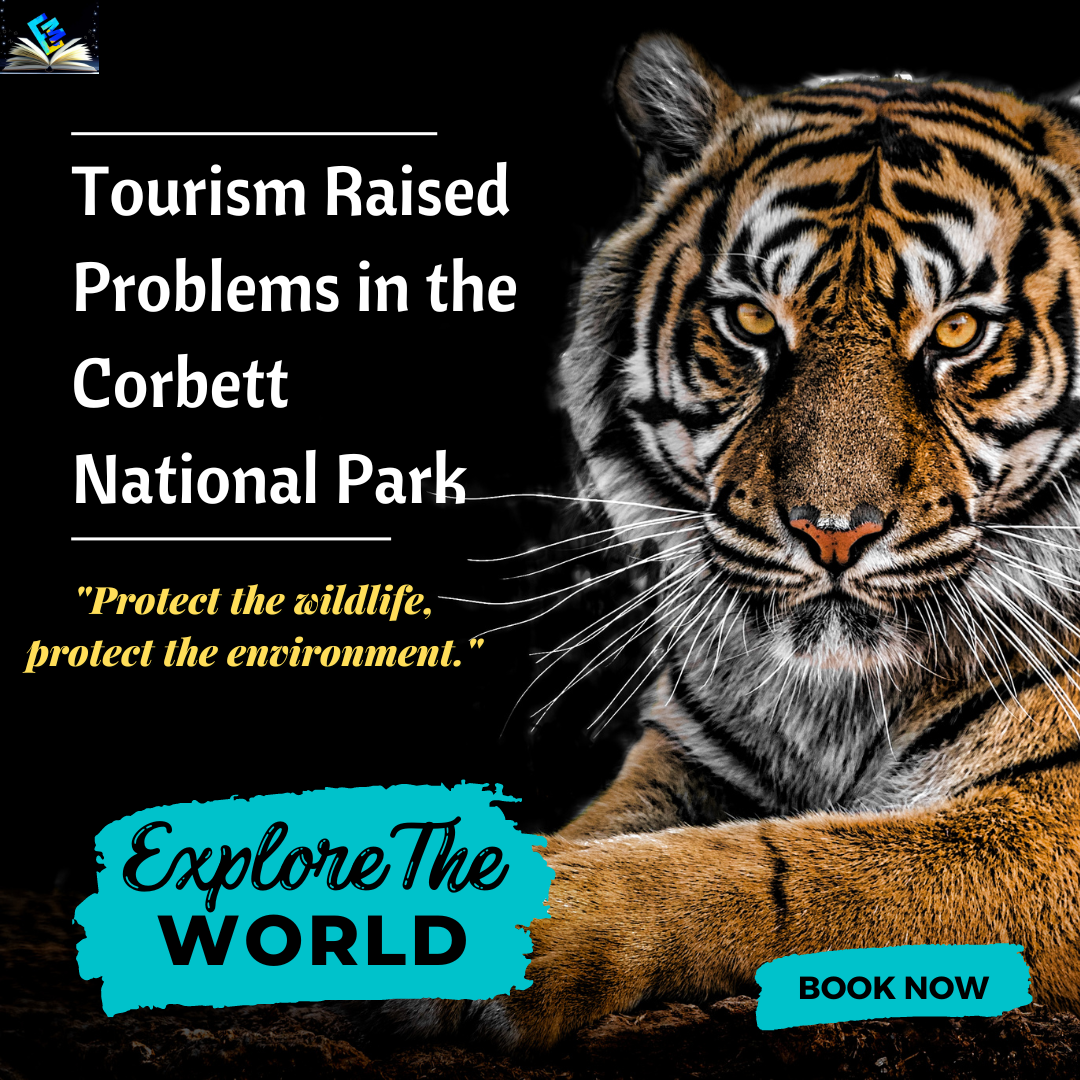 Tourism Raised
Problems in the
Corbett
National Park
"Protect the wildlife,
protect the environment."
Explore The
WORLD
BOOK NOW